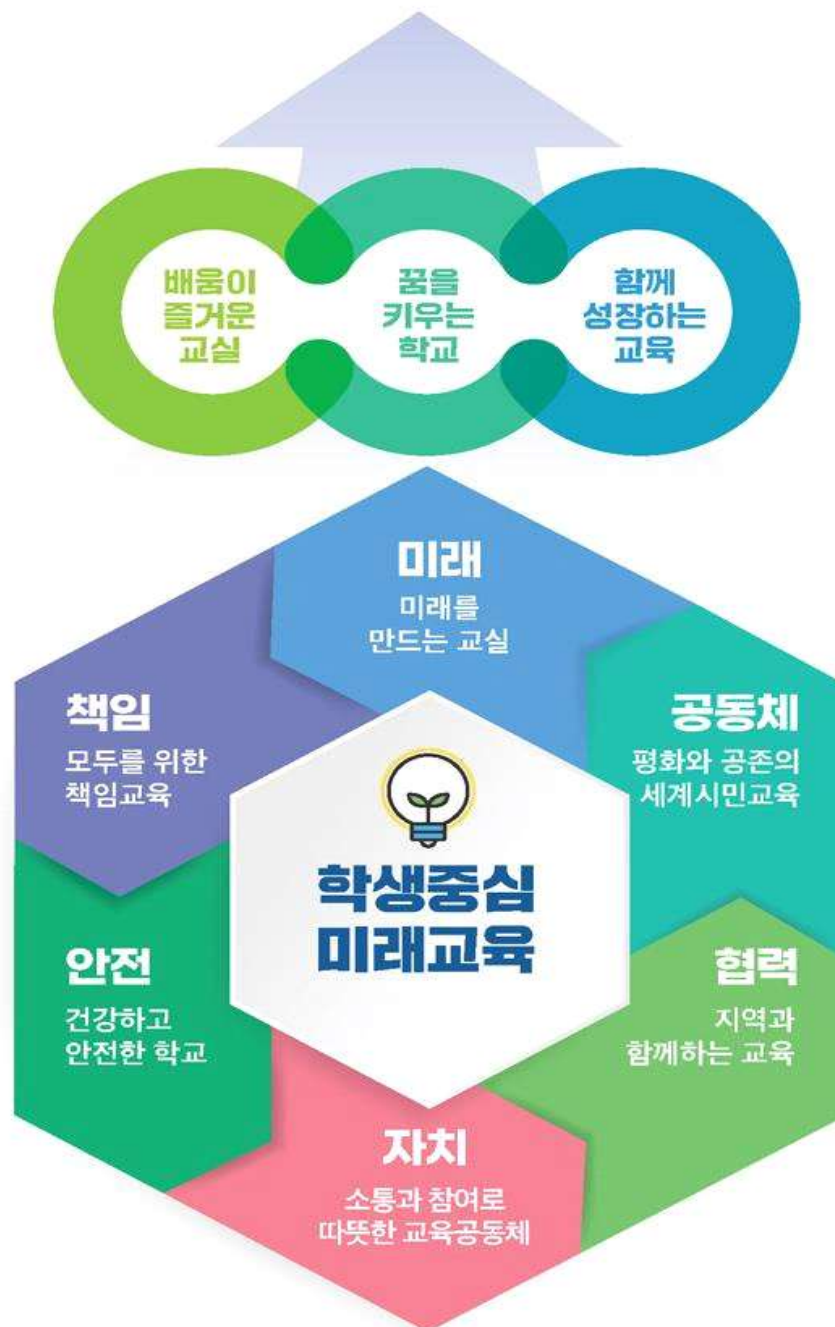 배움이
즐거운
교실
꿈을
키우는
학교
함께
성장하는
교육
미래
미래를
만드는 교실
책임
모두를 위한
책임교육
공동체
평화와 공존의
세계시민교육
학생중심
미래교육
안전
건강하고
안전한 학교
협력
지역과
함께하는 교육
자치
소통과 참여로
따뜻한 교육공동체